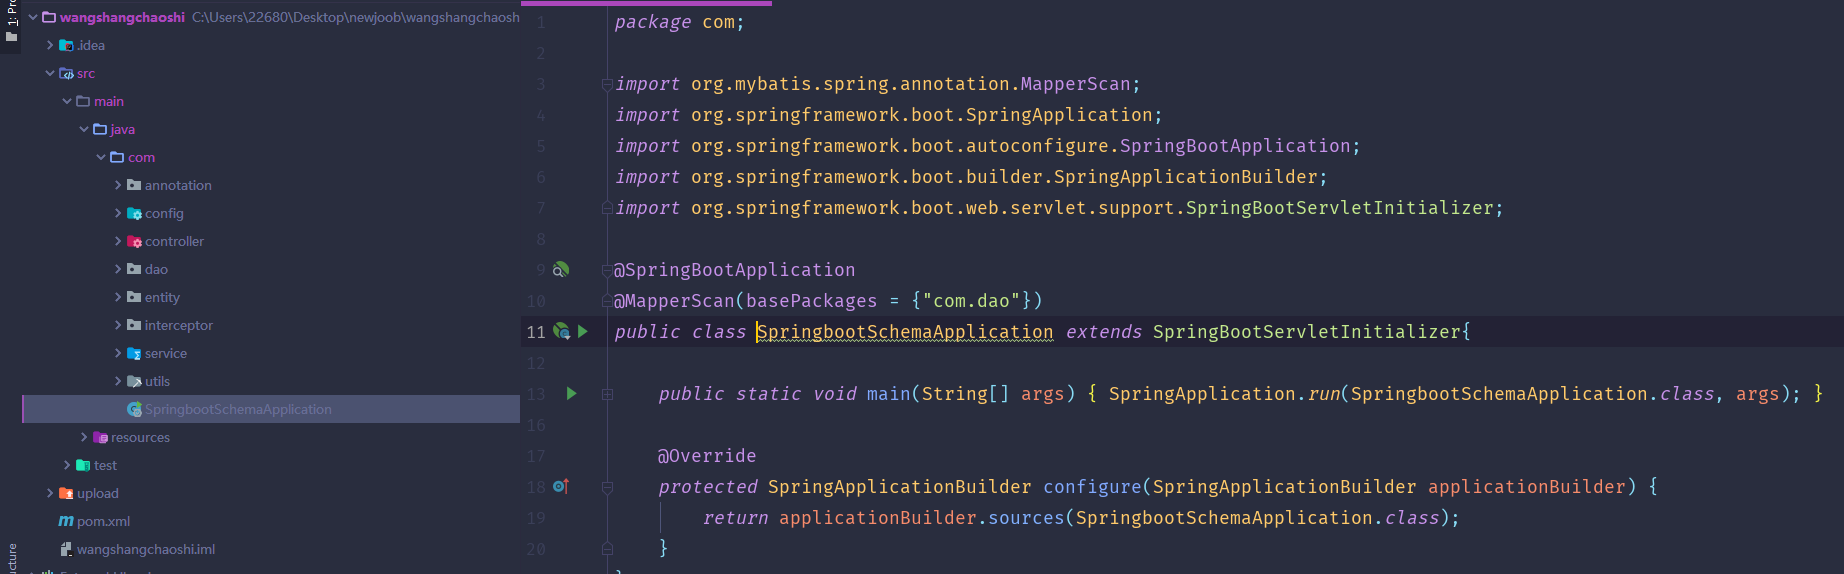 1: Pro
wangshangchaoshi C:\Users\22680\Desktop\newjoob\wangshangchaosh
.idea
src
main
java
com
annotation
config
controller
dao
entity
interceptor
service
utils
SpringbootSchemaApplication
resources
test
upload
pom.xml
wangshangchaoshi.iml
ucture
1 package com;
2
3 import org.mybatis.spring.annotation.MapperScan;
4 import org.springframework.boot.SpringApplication;
5 import org.springframework.boot.autoconfigure.SpringBootApplication;
6 import org.springframework.boot.builder.SpringApplicationBuilder;
7 import org.springframework.boot.web.servlet.support.SpringBootServletInitializer;
8
9 @SpringBootApplication
10 @MapperScan(basePackages = {"com.dao"})
11 public class SpringbootSchemaApplication extends SpringBootServletInitializer{
12
13 public static void main(String[] args) { SpringApplication.run(SpringbootSchemaApplication.class, args); }
16
17 @Override
18 protected SpringApplicationBuilder configure(SpringApplicationBuilder applicationBuilder) {
19 return applicationBuilder.sources(SpringbootSchemaApplication.class);
20 }